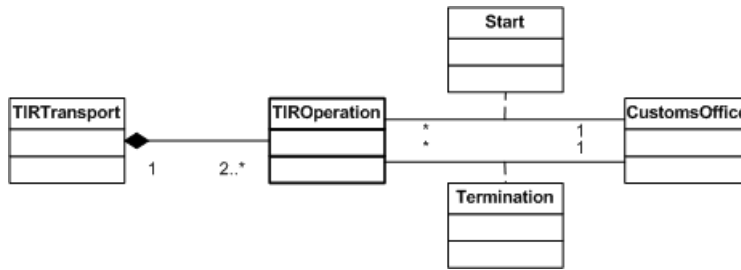 Start
TIRTransport
TIROperation
CustomsOffice
* 1
* 1
1 2..*
Termination